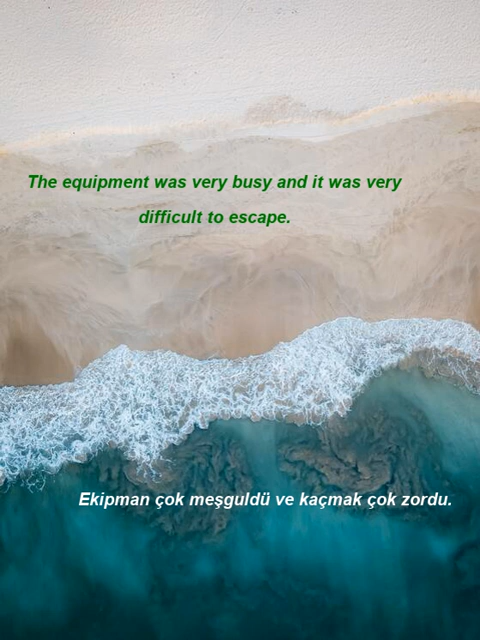 The equipment was very busy and it was very
difficult to escape.
Ekipman çok meşguldü ve kaçmak çok zordu.